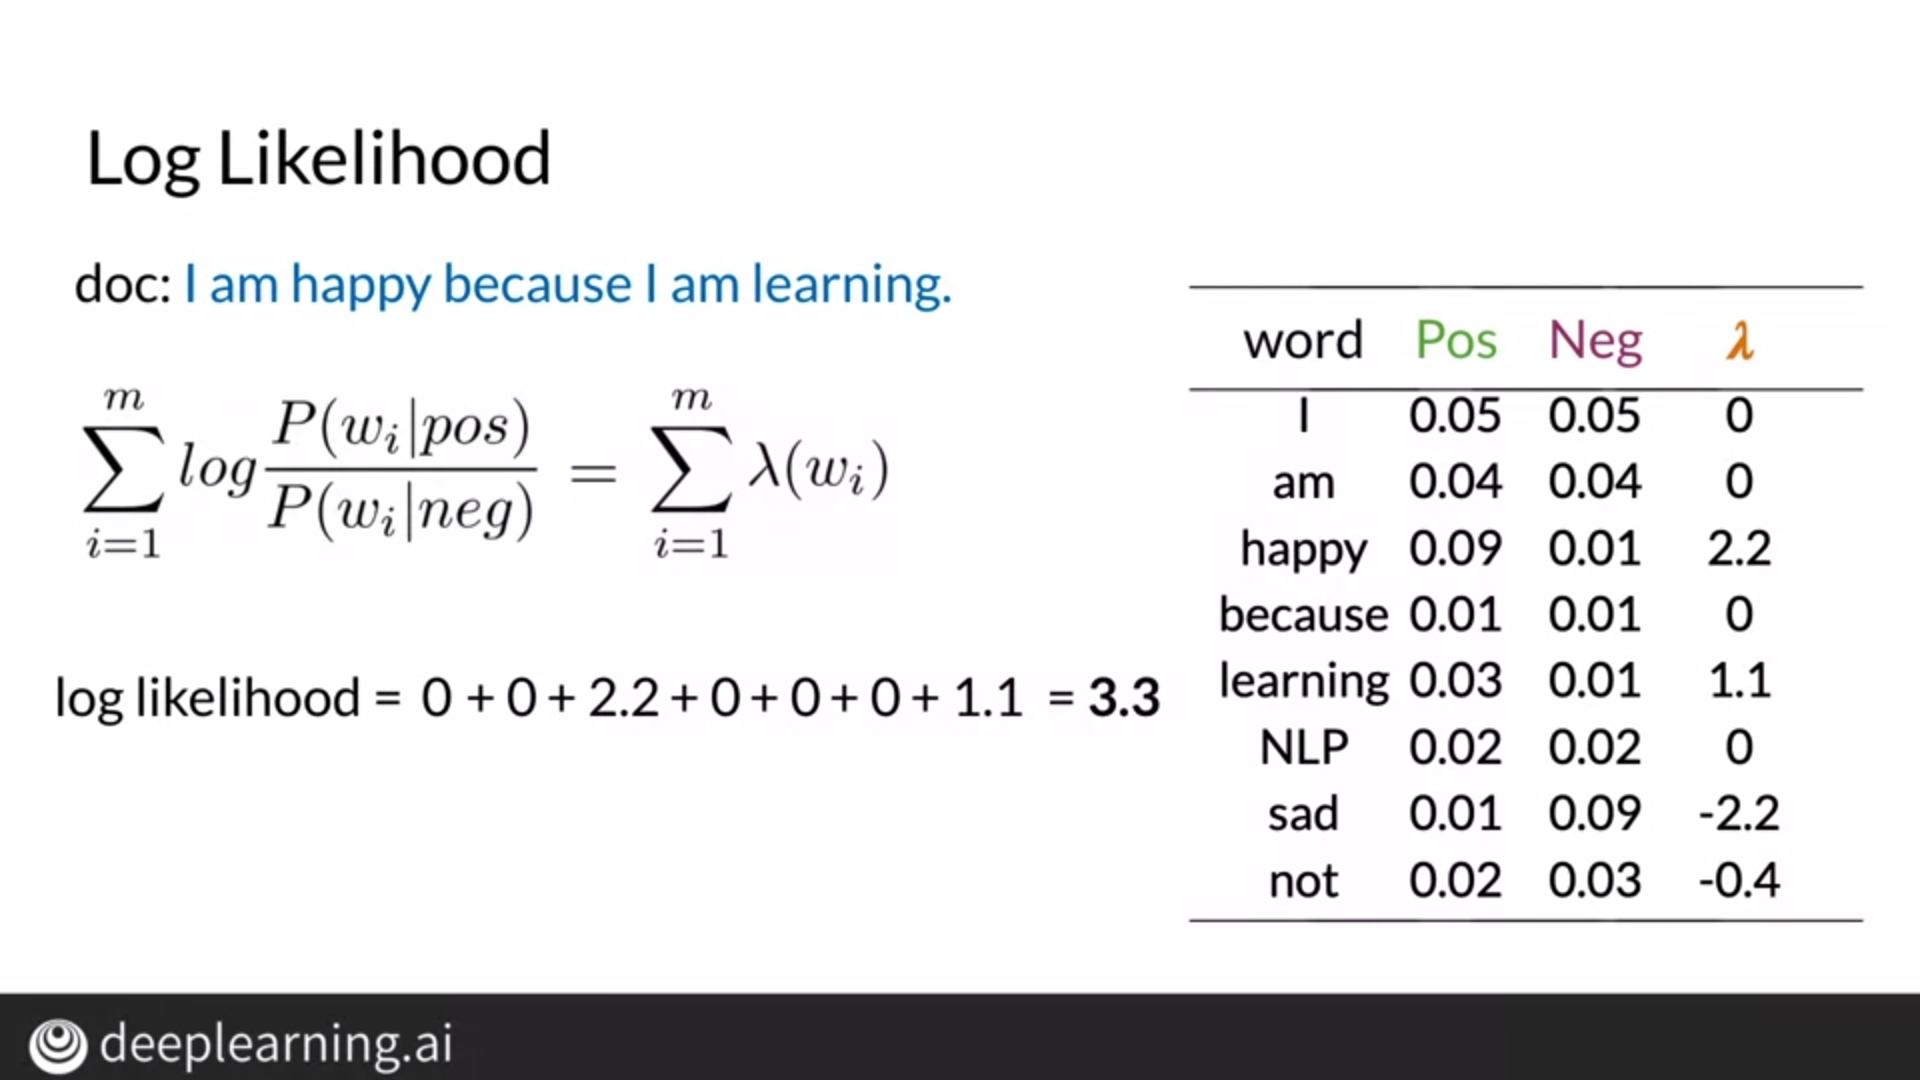 Log Likelihood
doc: I am happy because I am learning.
\sum_{i=1}^{m} log \frac{P(w_i|pos)}{P(w_i|neg)} = \sum_{i=1}^{m} \lambda(w_i)
log likelihood = 0 + 0 + 2.2 + 0 + 0 + 0 + 1.1 = 3.3
word Pos Neg λ
I 0.05 0.05 0
am 0.04 0.04 0
happy 0.09 0.01 2.2
because 0.01 0.01 0
learning 0.03 0.01 1.1
NLP 0.02 0.02 0
sad 0.01 0.09 -2.2
not 0.02 0.03 -0.4
deeplearning.ai